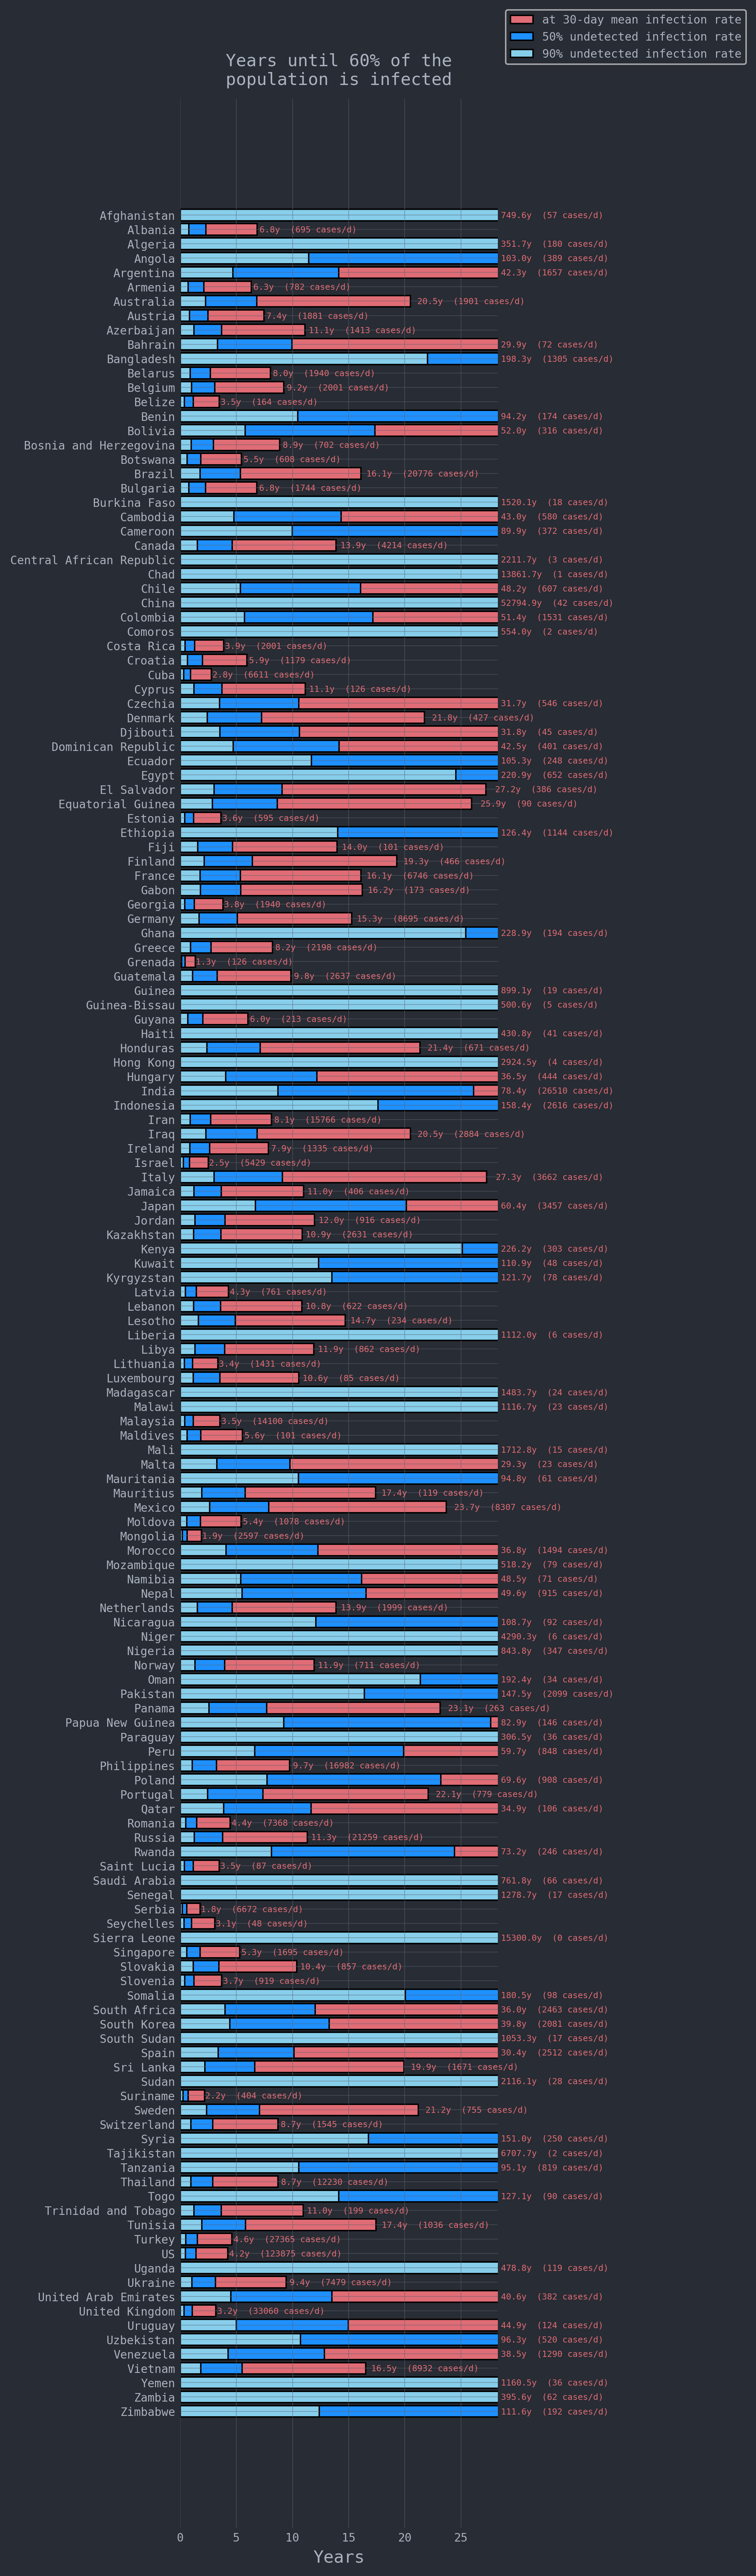 at 30-day mean infection rate
50% undetected infection rate
90% undetected infection rate
Years until 60% of the
population is infected
Afghanistan 749.6y (57 cases/d)
Albania 6.8y (695 cases/d)
Algeria 351.7y (180 cases/d)
Angola 103.0y (389 cases/d)
Argentina 42.3y (1657 cases/d)
Armenia 6.3y (782 cases/d)
Australia 20.5y (1901 cases/d)
Austria 7.4y (1881 cases/d)
Azerbaijan 11.1y (1413 cases/d)
Bahrain 29.9y (72 cases/d)
Bangladesh 198.3y (1305 cases/d)
Belarus 8.0y (1940 cases/d)
Belgium 9.2y (2001 cases/d)
Belize 3.5y (164 cases/d)
Benin 94.2y (174 cases/d)
Bolivia 52.0y (316 cases/d)
Bosnia and Herzegovina 8.9y (702 cases/d)
Botswana 5.5y (608 cases/d)
Brazil 16.1y (20776 cases/d)
Bulgaria 6.8y (1744 cases/d)
Burkina Faso 1520.1y (18 cases/d)
Cambodia 43.0y (580 cases/d)
Cameroon 89.9y (372 cases/d)
Canada 13.9y (4214 cases/d)
Central African Republic 2211.7y (3 cases/d)
Chad 13861.7y (1 cases/d)
Chile 48.2y (607 cases/d)
China 52794.9y (42 cases/d)
Colombia 51.4y (1531 cases/d)
Comoros 554.0y (2 cases/d)
Costa Rica 3.9y (2001 cases/d)
Croatia 5.9y (1179 cases/d)
Cuba 2.8y (6611 cases/d)
Cyprus 11.1y (126 cases/d)
Czechia 31.7y (546 cases/d)
Denmark 21.8y (427 cases/d)
Djibouti 31.8y (45 cases/d)
Dominican Republic 42.5y (401 cases/d)
Ecuador 105.3y (248 cases/d)
Egypt 220.9y (652 cases/d)
El Salvador 27.2y (386 cases/d)
Equatorial Guinea 25.9y (90 cases/d)
Estonia 3.6y (595 cases/d)
Ethiopia 126.4y (1144 cases/d)
Fiji 14.0y (101 cases/d)
Finland 19.3y (466 cases/d)
France 16.1y (6746 cases/d)
Gabon 16.2y (173 cases/d)
Georgia 3.8y (1940 cases/d)
Germany 15.3y (8695 cases/d)
Ghana 228.9y (194 cases/d)
Greece 8.2y (2198 cases/d)
Grenada 1.3y (126 cases/d)
Guatemala 9.8y (2637 cases/d)
Guinea 899.1y (19 cases/d)
Guinea-Bissau 500.6y (5 cases/d)
Guyana 6.0y (213 cases/d)
Haiti 430.8y (41 cases/d)
Honduras 21.4y (671 cases/d)
Hong Kong 2924.5y (4 cases/d)
Hungary 36.5y (444 cases/d)
India 78.4y (26510 cases/d)
Indonesia 158.4y (2616 cases/d)
Iran 8.1y (15766 cases/d)
Iraq 20.5y (2884 cases/d)
Ireland 7.9y (1335 cases/d)
Israel 2.5y (5429 cases/d)
Italy 27.3y (3662 cases/d)
Jamaica 11.0y (406 cases/d)
Japan 60.4y (3457 cases/d)
Jordan 12.0y (916 cases/d)
Kazakhstan 10.9y (2631 cases/d)
Kenya 226.2y (303 cases/d)
Kuwait 110.9y (48 cases/d)
Kyrgyzstan 121.7y (78 cases/d)
Latvia 4.3y (761 cases/d)
Lebanon 10.8y (622 cases/d)
Lesotho 14.7y (234 cases/d)
Liberia 1112.0y (6 cases/d)
Libya 11.9y (862 cases/d)
Lithuania 3.4y (1431 cases/d)
Luxembourg 10.6y (85 cases/d)
Madagascar 1483.7y (24 cases/d)
Malawi 1116.7y (23 cases/d)
Malaysia 3.5y (14100 cases/d)
Maldives 5.6y (101 cases/d)
Mali 1712.8y (15 cases/d)
Malta 29.3y (23 cases/d)
Mauritania 94.8y (61 cases/d)
Mauritius 17.4y (119 cases/d)
Mexico 23.7y (8307 cases/d)
Moldova 5.4y (1078 cases/d)
Mongolia 1.9y (2597 cases/d)
Morocco 36.8y (1494 cases/d)
Mozambique 518.2y (79 cases/d)
Namibia 48.5y (71 cases/d)
Nepal 49.6y (915 cases/d)
Netherlands 13.9y (1999 cases/d)
Nicaragua 108.7y (92 cases/d)
Niger 4290.3y (6 cases/d)
Nigeria 843.8y (347 cases/d)
Norway 11.9y (711 cases/d)
Oman 192.4y (34 cases/d)
Pakistan 147.5y (2099 cases/d)
Panama 23.1y (263 cases/d)
Papua New Guinea 82.9y (146 cases/d)
Paraguay 306.5y (36 cases/d)
Peru 59.7y (848 cases/d)
Philippines 9.7y (16982 cases/d)
Poland 69.6y (908 cases/d)
Portugal 22.1y (779 cases/d)
Qatar 34.9y (106 cases/d)
Romania 4.4y (7368 cases/d)
Russia 11.3y (21259 cases/d)
Rwanda 73.2y (246 cases/d)
Saint Lucia 3.5y (87 cases/d)
Saudi Arabia 761.8y (66 cases/d)
Senegal 1278.7y (17 cases/d)
Serbia 1.8y (6672 cases/d)
Seychelles 3.1y (48 cases/d)
Sierra Leone 15300.0y (0 cases/d)
Singapore 5.3y (1695 cases/d)
Slovakia 10.4y (857 cases/d)
Slovenia 3.7y (919 cases/d)
Somalia 180.5y (98 cases/d)
South Africa 36.0y (2463 cases/d)
South Korea 39.8y (2081 cases/d)
South Sudan 1053.3y (17 cases/d)
Spain 30.4y (2512 cases/d)
Sri Lanka 19.9y (1671 cases/d)
Sudan 2116.1y (28 cases/d)
Suriname 2.2y (404 cases/d)
Sweden 21.2y (755 cases/d)
Switzerland 8.7y (1545 cases/d)
Syria 151.0y (250 cases/d)
Tajikistan 6707.7y (2 cases/d)
Tanzania 95.1y (819 cases/d)
Thailand 8.7y (12230 cases/d)
Togo 127.1y (90 cases/d)
Trinidad and Tobago 11.0y (199 cases/d)
Tunisia 17.4y (1036 cases/d)
Turkey 4.6y (27365 cases/d)
US 4.2y (123875 cases/d)
Uganda 478.8y (119 cases/d)
Ukraine 9.4y (7479 cases/d)
United Arab Emirates 40.6y (382 cases/d)
United Kingdom 3.2y (33060 cases/d)
Uruguay 44.9y (124 cases/d)
Uzbekistan 96.3y (520 cases/d)
Venezuela 38.5y (1290 cases/d)
Vietnam 16.5y (8932 cases/d)
Yemen 1160.5y (36 cases/d)
Zambia 395.6y (62 cases/d)
Zimbabwe 111.6y (192 cases/d)
0 5 10 15 20 25
Years